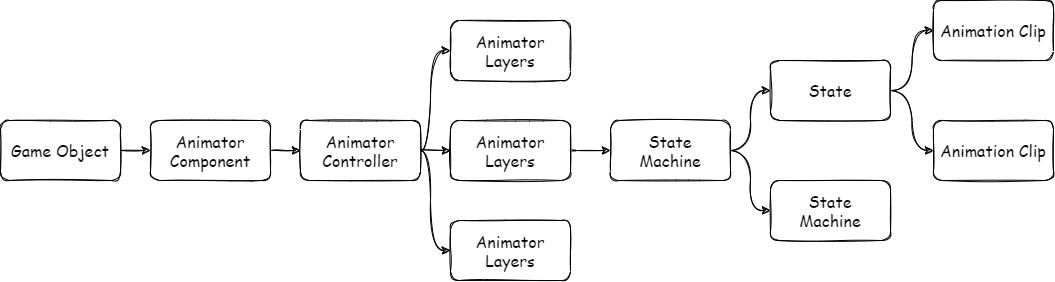 Game Object
Animator
Component
Animator
Controller
Animator
Layers
Animator
Layers
Animator
Layers
State
Machine
State
State
Machine
Animation Clip
Animation Clip